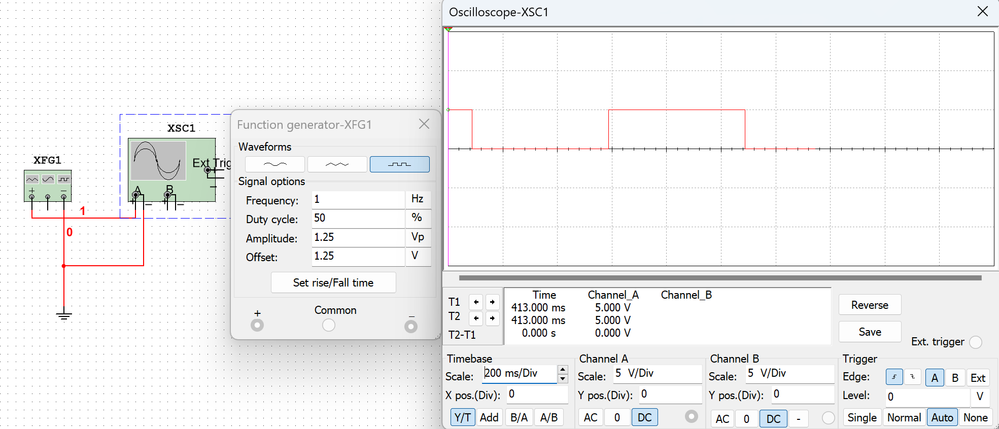 XFG1
+
−
1
0
XSC1
Ext Trig
+
−
A
B
+
−
+
−
Function generator-XFG1
Waveforms
Signal options
Frequency: 1 Hz
Duty cycle: 50 %
Amplitude: 1.25 Vp
Offset: 1.25 V
Set rise/Fall time
+ Common −
Oscilloscope-XSC1
Time Channel_A Channel_B
T1 413.000 ms 5.000 V
T2 413.000 ms 5.000 V
T2-T1 0.000 s 0.000 V
Reverse
Save
Ext. trigger
Timebase
Scale: 200 ms/Div
X pos.(Div): 0
Y/T Add B/A A/B
Channel A
Scale: 5 V/Div
Y pos.(Div): 0
AC 0 DC
Channel B
Scale: 5 V/Div
Y pos.(Div): 0
AC 0 DC -
Trigger
Edge: A B Ext
Level: 0 V
Single Normal Auto None